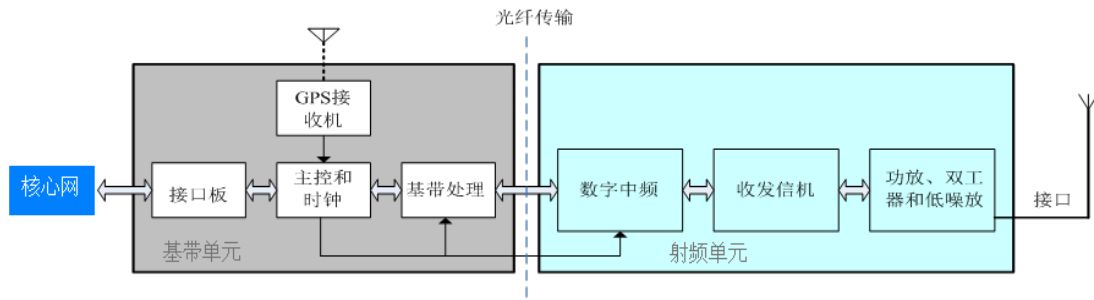 光纤传输
GPS接
收机
核心网
接口板
主控和
时钟
基带处理
数字中频
收发信机
功放、双工
器和低噪放
接口
基带单元
射频单元